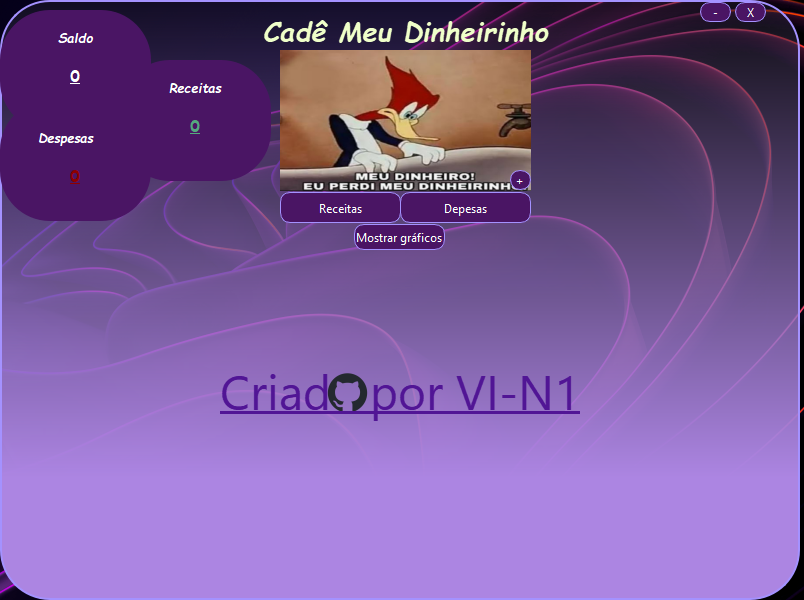 Cadê Meu Dinheirinho
-
X
Saldo
0
Receitas
0
Despesas
0
MEU DINHEIRO!
EU PERDI MEU DINHEIRINH
+
Receitas
Depesas
Mostrar gráficos
Criad por VI-N1